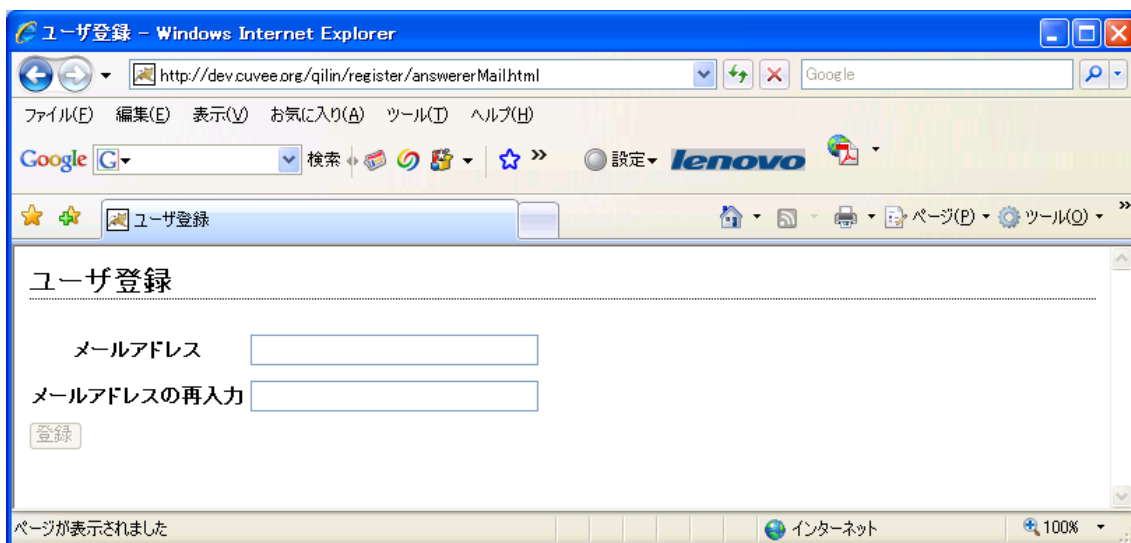 ユーザ登録 - Windows Internet Explorer
http://dev.cuvee.org/qilin/register/answererMail.html Google
ファイル(F) 編集(E) 表示(V) お気に入り(A) ツール(T) ヘルプ(H)
Google G 検索 » 設定 lenovo
ユーザ登録 ページ(P) ツール(O) »
ユーザ登録
メールアドレス
メールアドレスの再入力
登録
ページが表示されました インターネット 100%